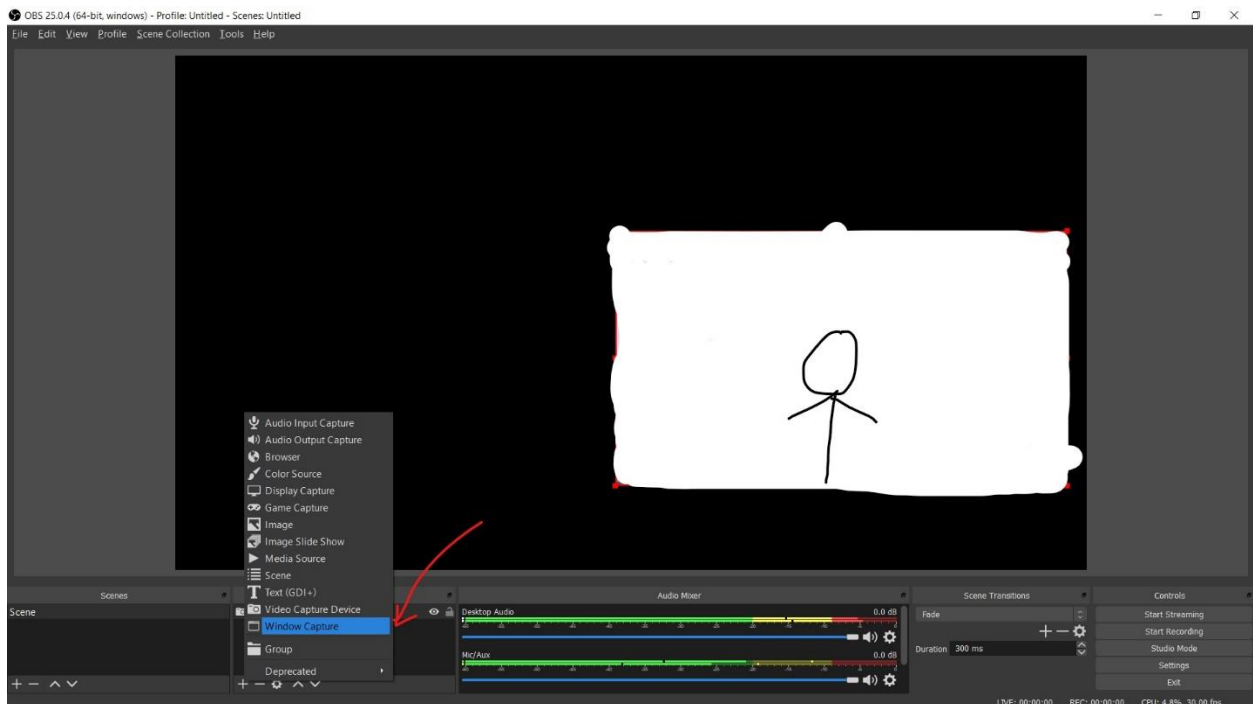 OBS 25.0.4 (64-bit, windows) - Profile: Untitled - Scenes: Untitled
File Edit View Profile Scene Collection Tools Help
Audio Input Capture
Audio Output Capture
Browser
Color Source
Display Capture
Game Capture
Image
Image Slide Show
Media Source
Scene
Text (GDI+)
Video Capture Device
Window Capture
Group
Deprecated
Scenes
Scene
Audio Mixer
Desktop Audio 0.0 dB
Mic/Aux 0.0 dB
Scene Transitions
Fade
Duration 300 ms
Controls
Start Streaming
Start Recording
Studio Mode
Settings
Exit
LIVE: 00:00:00 REC: 00:00:00 CPU: 4.8%, 30.00 fps